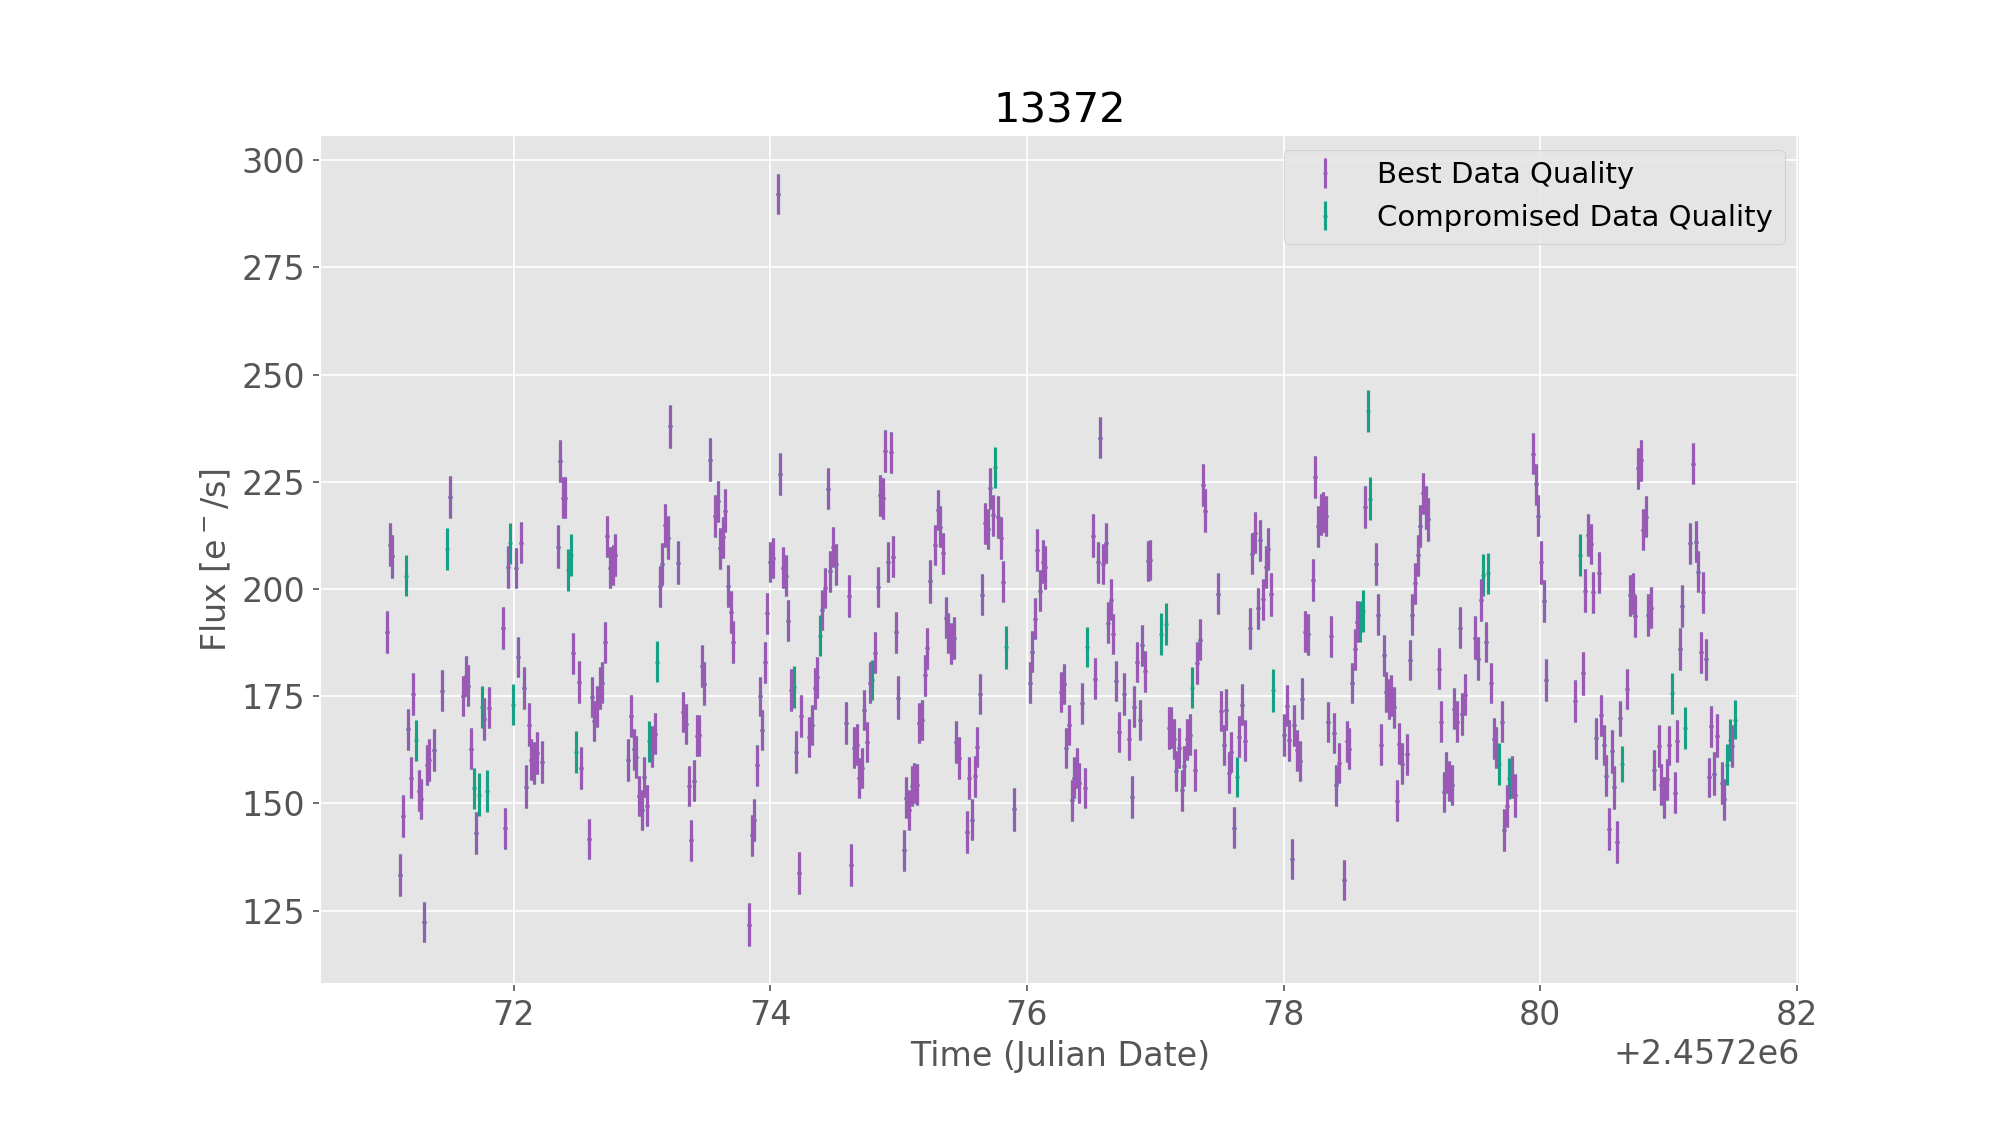 13372
300
275
250
225
200
175
150
125
Flux [e⁻/s]
Best Data Quality
Compromised Data Quality
72 74 76 78 80 82
Time (Julian Date)
+2.4572e6